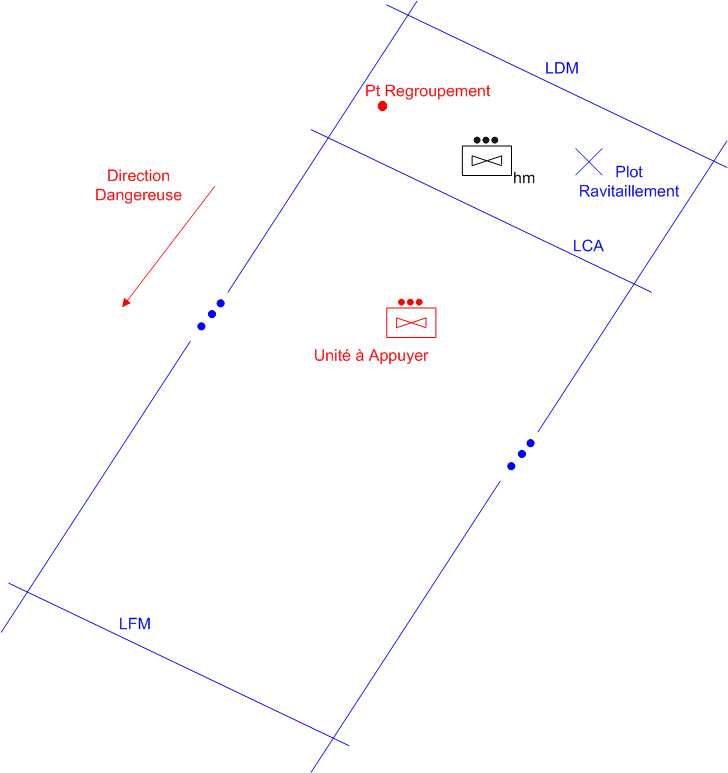 LDM
Pt Regroupement
hm
Plot
Ravitaillement
Direction
Dangereuse
LCA
Unité à Appuyer
LFM